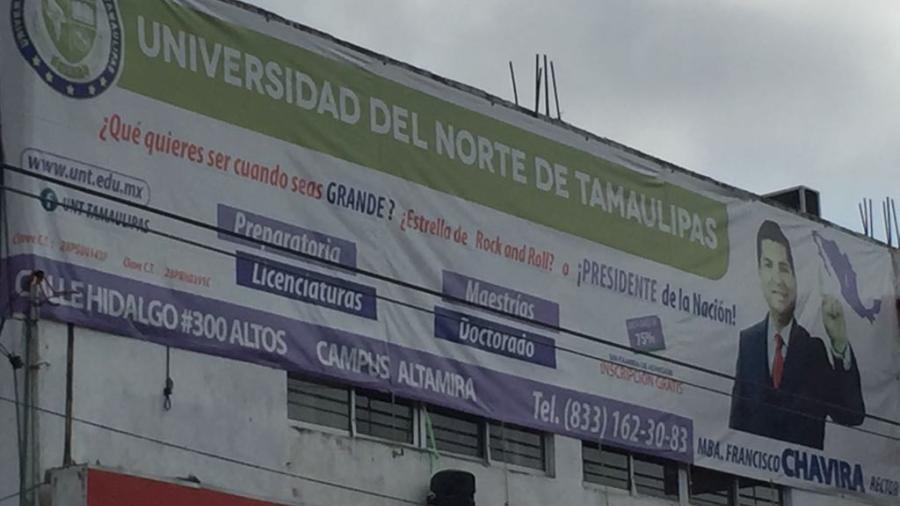 UNIVERSIDAD DEL NORTE DE TAMAULIPAS
¿Qué quieres ser cuando seas GRANDE? ¡Estrella de Rock and Roll? o ¡PRESIDENTE de la Nación!
www.unt.edu.mx
UNT TAMAULIPAS
Preparatoria
Licenciaturas
Maestrías
Doctorado
75%
INSCRIPCIÓN GRATIS
CALLE HIDALGO #300 ALTOS CAMPUS ALTAMIRA Tel. (833) 162-30-83
MBA. FRANCISCO CHAVIRA RECTOR